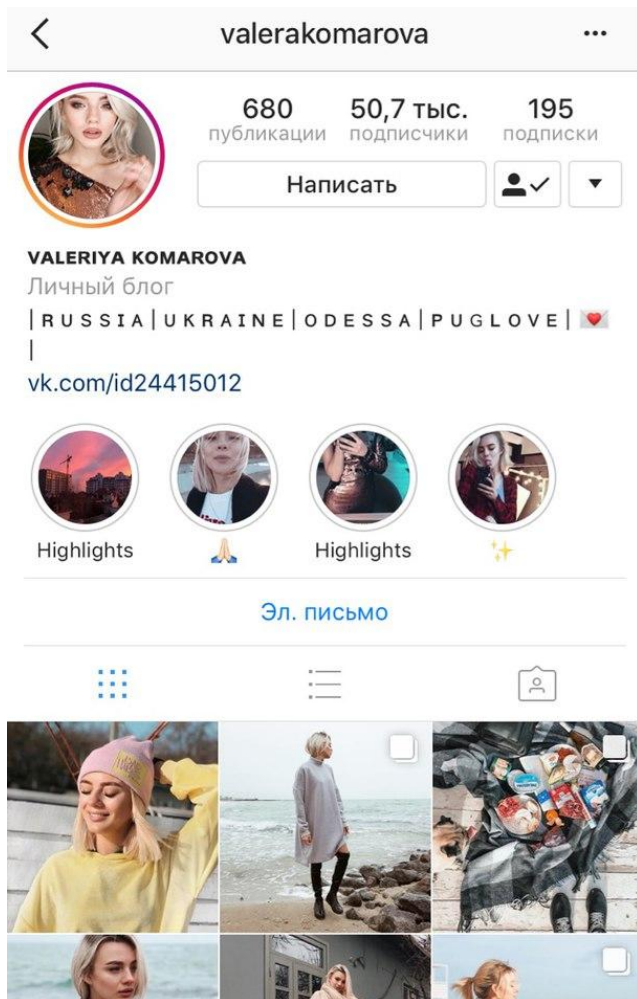 valerakomarova
680 50,7 тыс. 195
публикации подписчики подписки
Написать
VALERIYA KOMAROVA
Личный блог
|RUSSIA|UKRAINE|ODESSA|PUGLOVE|💌
|
vk.com/id24415012
Highlights 🙏🏻 Highlights ✨
Эл. письмо